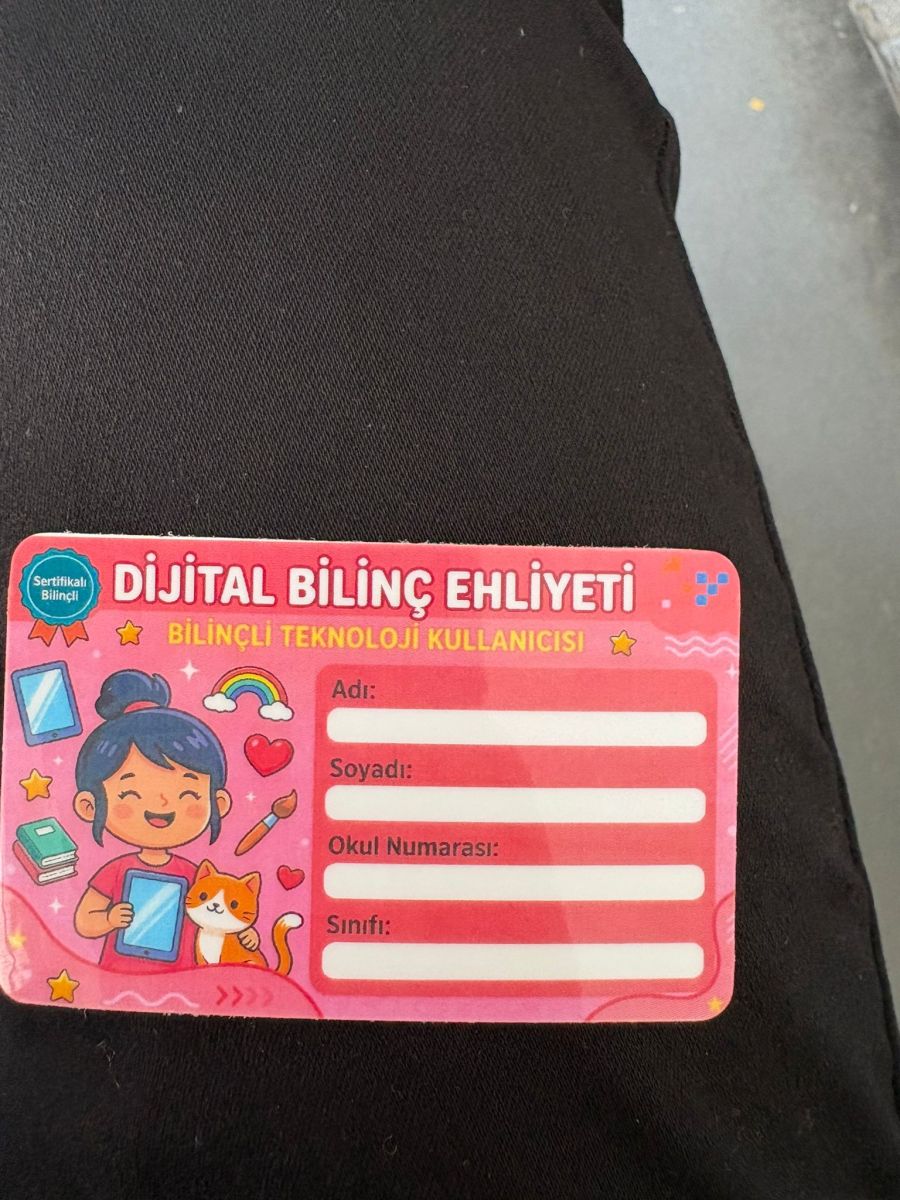 Sertifikalı
Bilinçli
DİJİTAL BİLİNÇ EHLİYETİ
BİLİNÇLİ TEKNOLOJİ KULLANICISI
Adı:
Soyadı:
Okul Numarası:
Sınıfı: